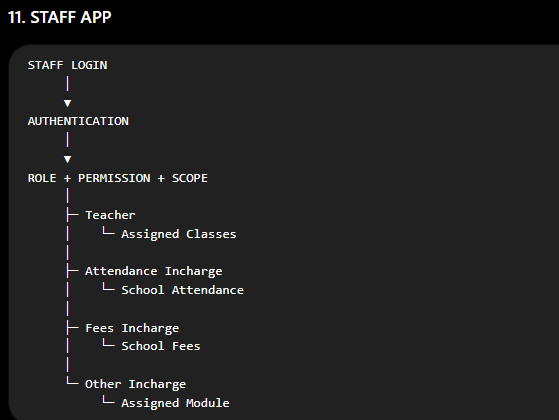 11. STAFF APP
STAFF LOGIN
│
▼
AUTHENTICATION
│
▼
ROLE + PERMISSION + SCOPE
│
├─ Teacher
│   └─ Assigned Classes
│
├─ Attendance Incharge
│   └─ School Attendance
│
├─ Fees Incharge
│   └─ School Fees
│
└─ Other Incharge
    └─ Assigned Module